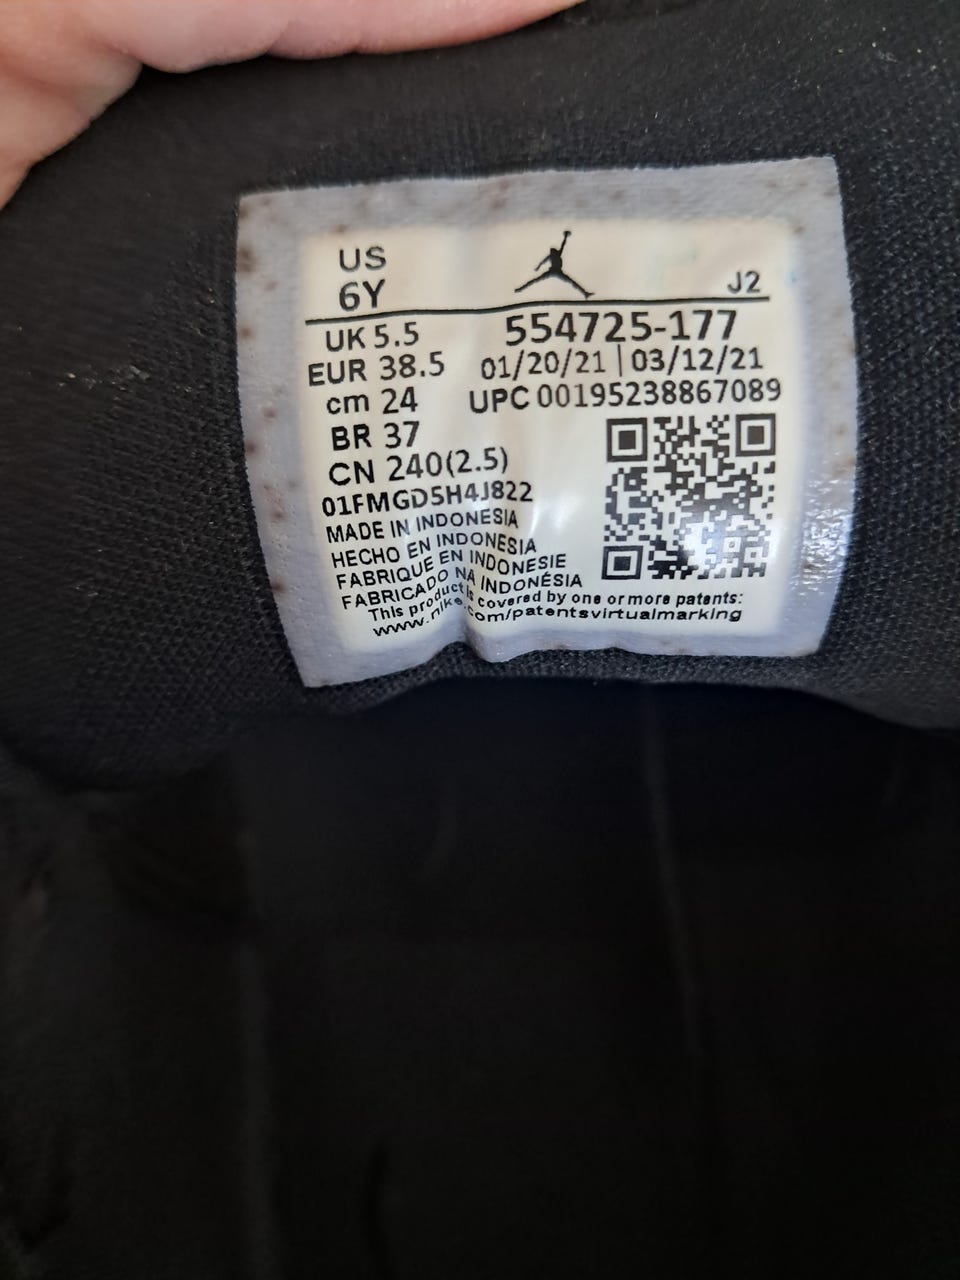 US
6Y
J2
UK 5.5
554725-177
EUR 38.5
01/20/21 | 03/12/21
cm 24
UPC 00195238867089
BR 37
CN 240(2.5)
01FMGD5H4J822
MADE IN INDONESIA
HECHO EN INDONESIA
FABRIQUE EN INDONESIE
FABRICADO NA INDONÉSIA
This product is covered by one or more patents:
www.nike.com/patentsvirtualmarking